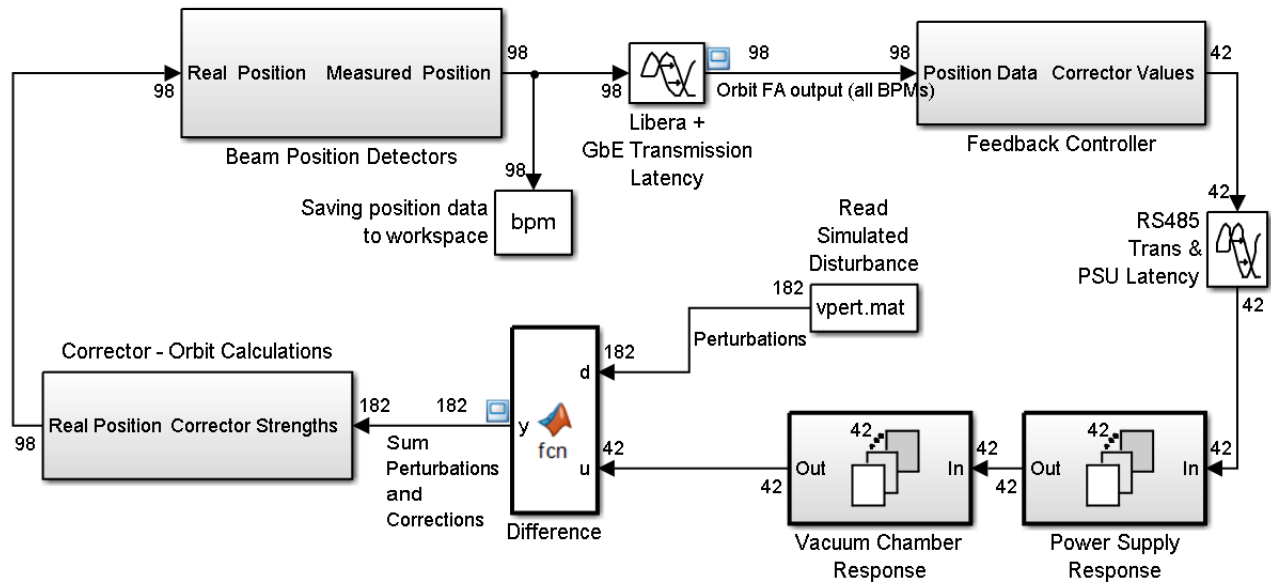 98
Real Position Measured Position
98
98
Beam Position Detectors
98
Saving position data
to workspace
bpm
98
Libera +
GbE Transmission
Latency
98
Orbit FA output (all BPMs)
98
Position Data Corrector Values
42
Feedback Controller
42
RS485
Trans &
PSU Latency
42
Read
Simulated
Disturbance
182
vpert.mat
Perturbations
182
d
y
fcn
u
42
Difference
Corrector - Orbit Calculations
Real Position Corrector Strengths
98
182
182
Sum
Perturbations
and
Corrections
42
Out
42
In
42
Vacuum Chamber
Response
42
Out
42
In
42
Power Supply
Response